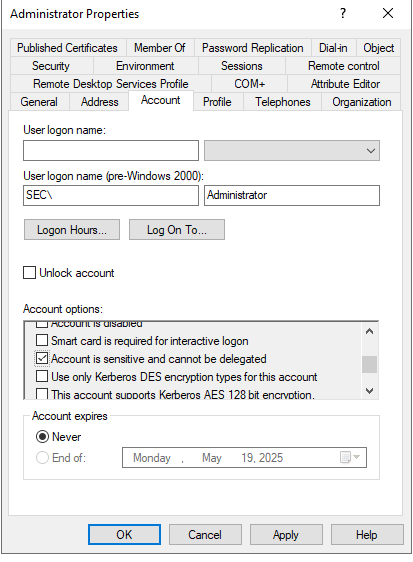 Administrator Properties ? ×
Published Certificates Member Of Password Replication Dial-in Object
Security Environment Sessions Remote control
Remote Desktop Services Profile COM+ Attribute Editor
General Address Account Profile Telephones Organization
User logon name:
User logon name (pre-Windows 2000):
SEC\ Administrator
Logon Hours... Log On To...
Unlock account
Account options:
Account is disabled
Smart card is required for interactive logon
Account is sensitive and cannot be delegated
Use only Kerberos DES encryption types for this account
This account supports Kerberos AES 128 bit encryption.
Account expires
Never
End of: Monday , May 19, 2025
OK Cancel Apply Help